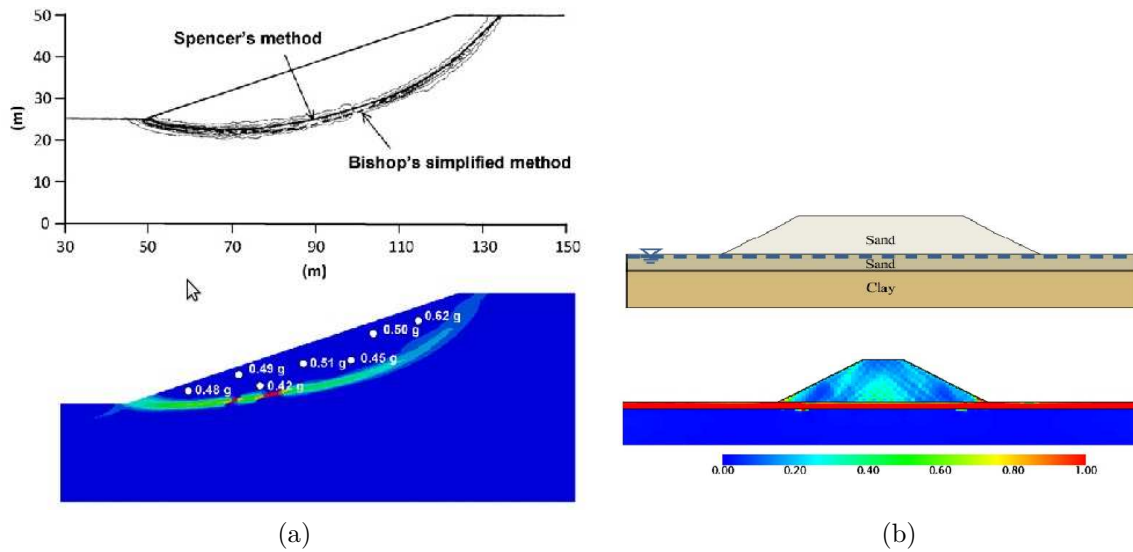 50
40
30
20
10
0
(m)
Spencer's method
Bishop's simplified method
30 50 70 90 110 130 150
(m)
0.62 g
0.50 g
0.51 g
0.45 g
0.49 g
0.48 g
0.42 g
(a)
Sand
Sand
Clay
0.00 0.20 0.40 0.60 0.80 1.00
(b)